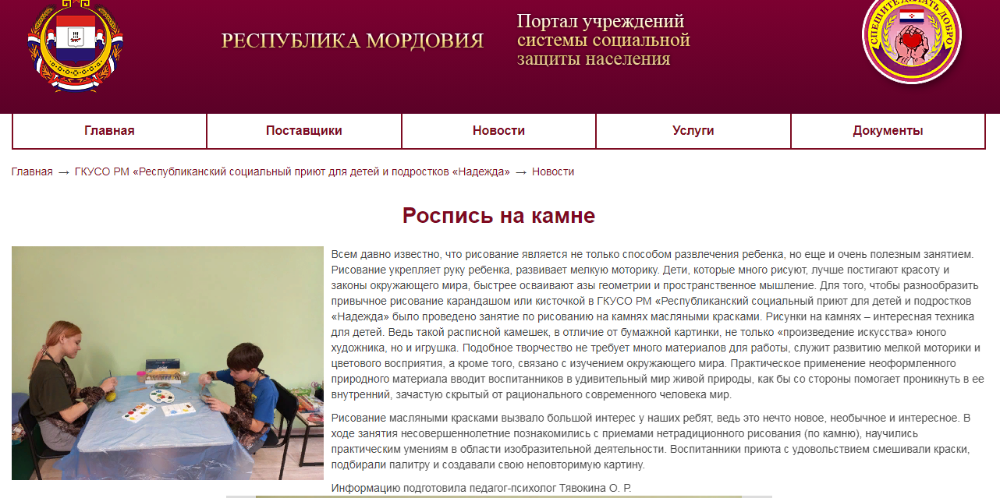 РЕСПУБЛИКА МОРДОВИЯ
Портал учреждений
системы социальной
защиты населения
СПЕШИТЕ ДЕЛАТЬ ДОБРО
Главная
Поставщики
Новости
Услуги
Документы
Главная → ГКУСО РМ «Республиканский социальный приют для детей и подростков «Надежда» → Новости
Роспись на камне
Всем давно известно, что рисование является не только способом развлечения ребенка, но еще и очень полезным занятием.
Рисование укрепляет руку ребенка, развивает мелкую моторику. Дети, которые много рисуют, лучше постигают красоту и
законы окружающего мира, быстрее осваивают азы геометрии и пространственное мышление. Для того, чтобы разнообразить
привычное рисование карандашом или кисточкой в ГКУСО РМ «Республиканский социальный приют для детей и подростков
«Надежда» было проведено занятие по рисованию на камнях масляными красками. Рисунки на камнях – интересная техника
для детей. Ведь такой расписной камешек, в отличие от бумажной картинки, не только «произведение искусства» юного
художника, но и игрушка. Подобное творчество не требует много материалов для работы, служит развитию мелкой моторики и
цветового восприятия, а кроме того, связано с изучением окружающего мира. Практическое применение неоформленного
природного материала вводит воспитанников в удивительный мир живой природы, как бы со стороны помогает проникнуть в ее
внутренний, зачастую скрытый от рационального современного человека мир.
Рисование масляными красками вызвало большой интерес у наших ребят, ведь это нечто новое, необычное и интересное. В
ходе занятия несовершеннолетние познакомились с приемами нетрадиционного рисования (по камню), научились
практическим умениям в области изобразительной деятельности. Воспитанники приюта с удовольствием смешивали краски,
подбирали палитру и создавали свою неповторимую картину.
Информацию подготовила педагог-психолог Тявокина О. Р.